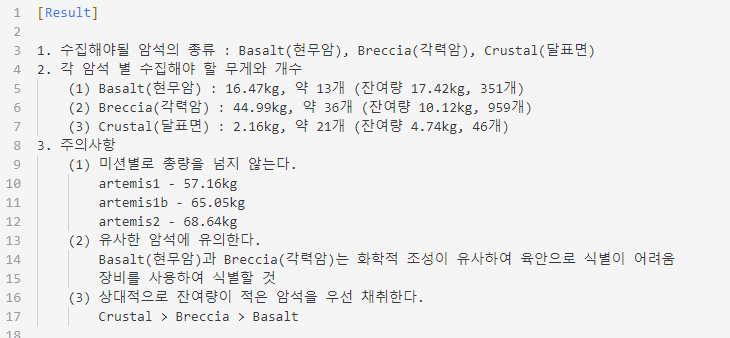 1 [Result]
2
3 1. 수집해야될 암석의 종류 : Basalt(현무암), Breccia(각력암), Crustal(달표면)
4 2. 각 암석 별 수집해야 할 무게와 개수
5 (1) Basalt(현무암) : 16.47kg, 약 13개 (잔여량 17.42kg, 351개)
6 (2) Breccia(각력암) : 44.99kg, 약 36개 (잔여량 10.12kg, 959개)
7 (3) Crustal(달표면) : 2.16kg, 약 21개 (잔여량 4.74kg, 46개)
8 3. 주의사항
9 (1) 미션별로 총량을 넘지 않는다.
10 artemis1 - 57.16kg
11 artemis1b - 65.05kg
12 artemis2 - 68.64kg
13 (2) 유사한 암석에 유의한다.
14 Basalt(현무암)과 Breccia(각력암)는 화학적 조성이 유사하여 육안으로 식별이 어려움
15 장비를 사용하여 식별할 것
16 (3) 상대적으로 잔여량이 적은 암석을 우선 채취한다.
17 Crustal > Breccia > Basalt
18